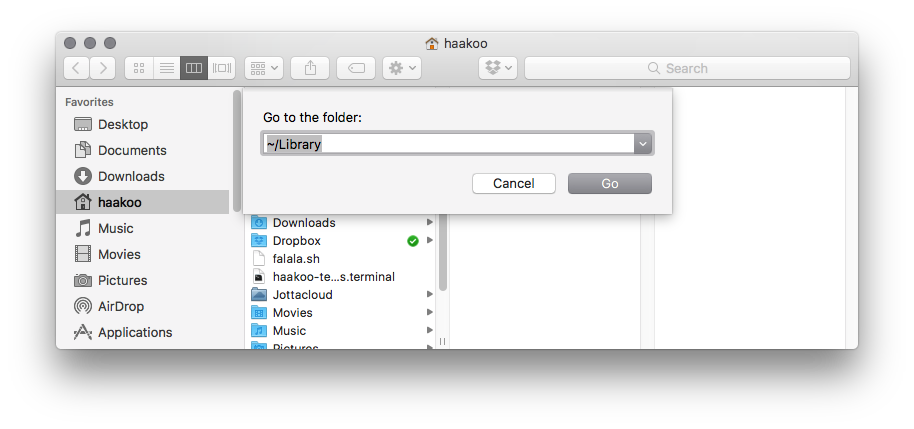 haakoo
Search
Favorites
Desktop
Documents
Downloads
haakoo
Music
Movies
Pictures
AirDrop
Applications
Go to the folder:
~/Library
Cancel
Go
Downloads
Dropbox
falala.sh
haakoo-te...s.terminal
Jottacloud
Movies
Music
Pictures